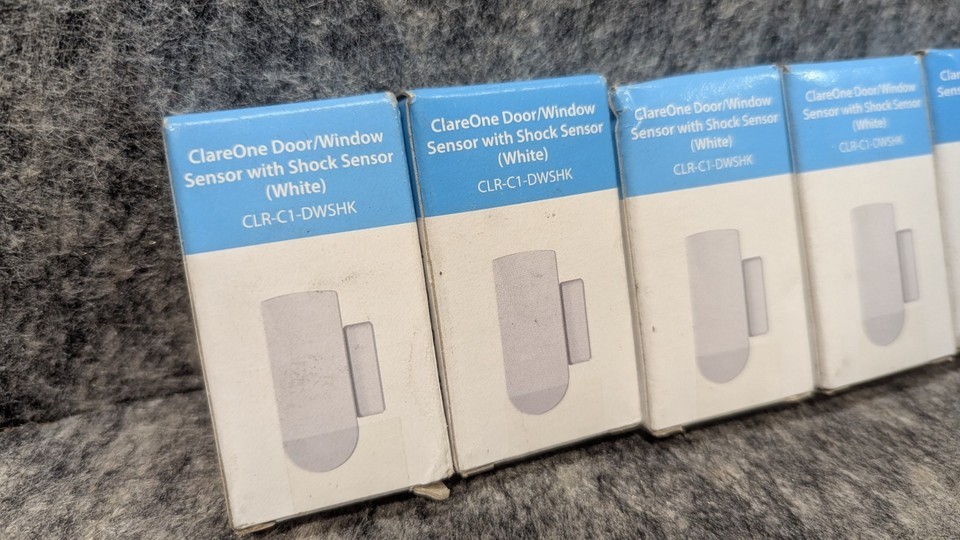 ClareOne Door/Window
Sensor with Shock Sensor
(White)
CLR-C1-DWSHK
ClareOne Door/Window
Sensor with Shock Sensor
(White)
CLR-C1-DWSHK
ClareOne Door/Window
Sensor with Shock Sensor
(White)
CLR-C1-DWSHK
ClareOne Door/Window
Sensor with Shock Sensor
(White)
CLR-C1-DWSHK
Clar
Sens